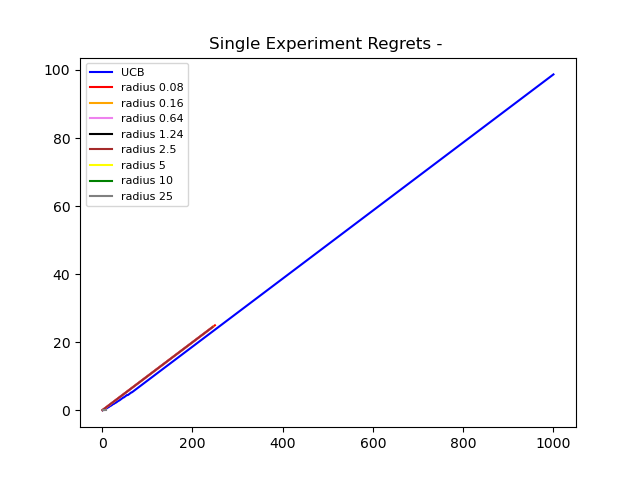 Single Experiment Regrets -
100
80
60
40
20
0
UCB
radius 0.08
radius 0.16
radius 0.64
radius 1.24
radius 2.5
radius 5
radius 10
radius 25
0 200 400 600 800 1000